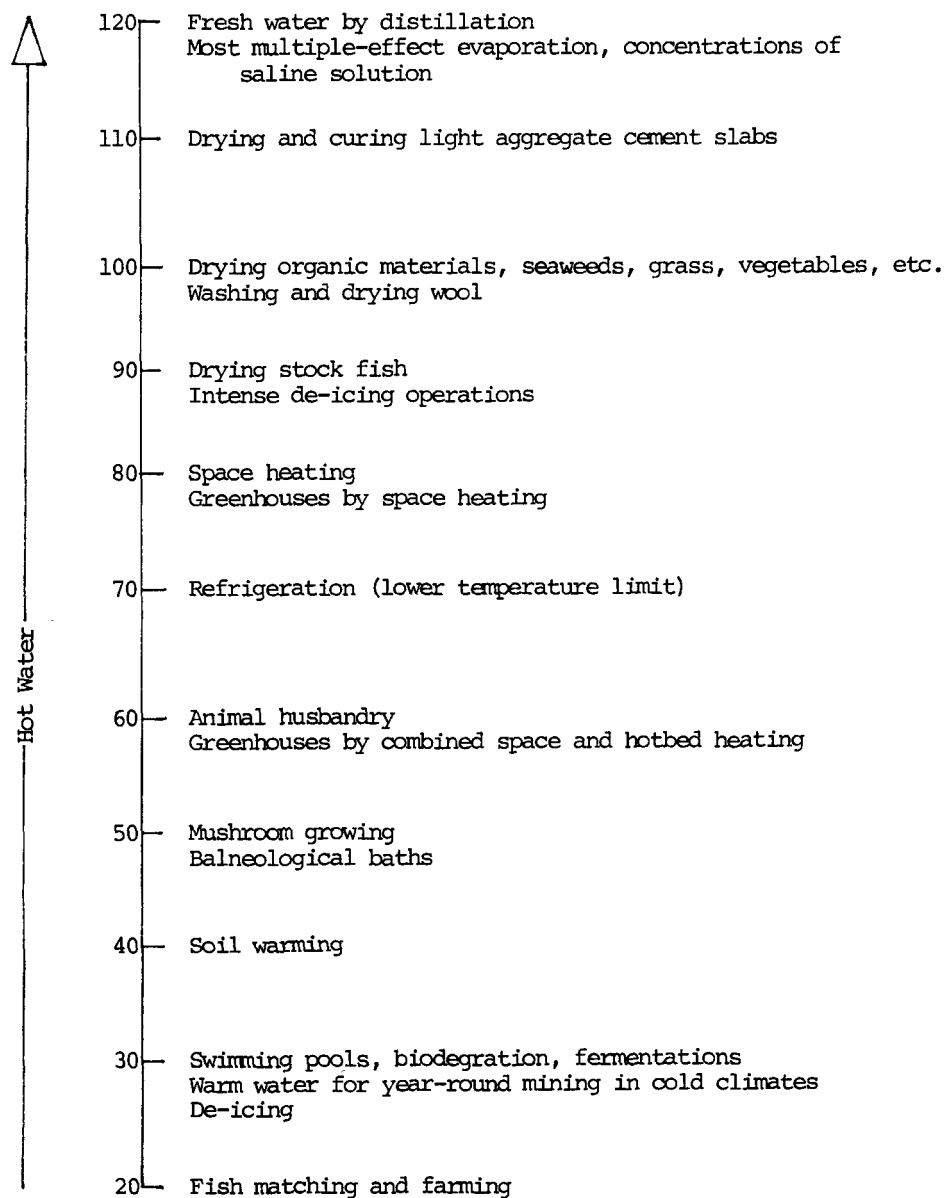 120 Fresh water by distillation
Most multiple-effect evaporation, concentrations of
saline solution
110 Drying and curing light aggregate cement slabs
100 Drying organic materials, seaweeds, grass, vegetables, etc.
Washing and drying wool
90 Drying stock fish
Intense de-icing operations
80 Space heating
Greenhouses by space heating
70 Refrigeration (lower temperature limit)
Hot Water
60 Animal husbandry
Greenhouses by combined space and hotbed heating
50 Mushroom growing
Balneological baths
40 Soil warming
30 Swimming pools, biodegration, fermentations
Warm water for year-round mining in cold climates
De-icing
20 Fish matching and farming